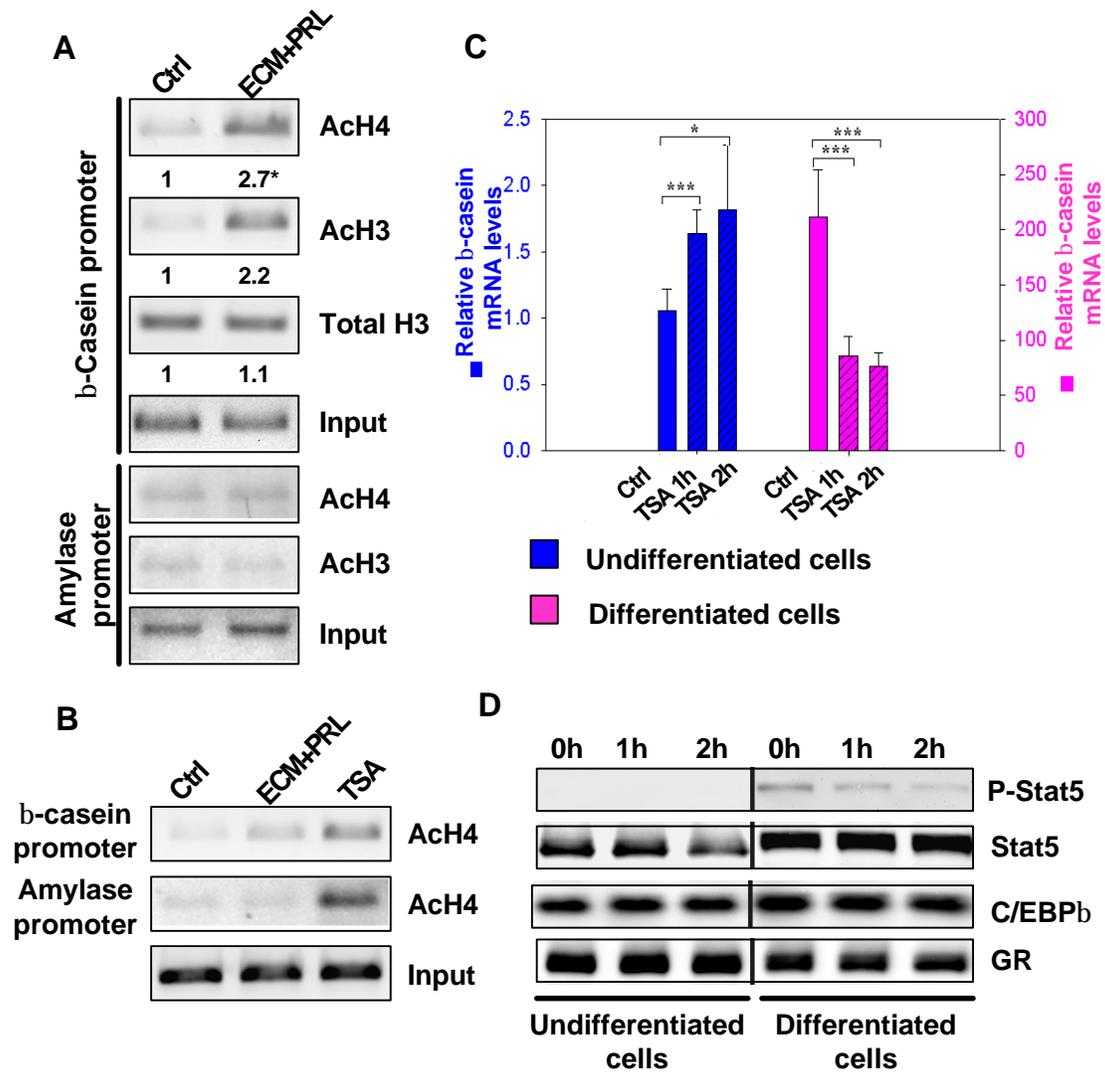 A
Ctrl
ECM+PRL
b-Casein promoter
AcH4
1 2.7*
AcH3
1 2.2
Total H3
1 1.1
Input
Amylase
promoter
AcH4
AcH3
Input
B
Ctrl
ECM+PRL
TSA
b-casein
promoter
AcH4
Amylase
promoter
AcH4
Input
C
Relative b-casein
mRNA levels
2.5
2.0
1.5
1.0
0.5
0.0
*
***
***
***
300
250
200
150
100
50
0
Relative b-casein
mRNA levels
Ctrl
TSA 1h
TSA 2h
Ctrl
TSA 1h
TSA 2h
Undifferentiated cells
Differentiated cells
D
0h 1h 2h 0h 1h 2h
P-Stat5
Stat5
C/EBPb
GR
Undifferentiated
cells
Differentiated
cells